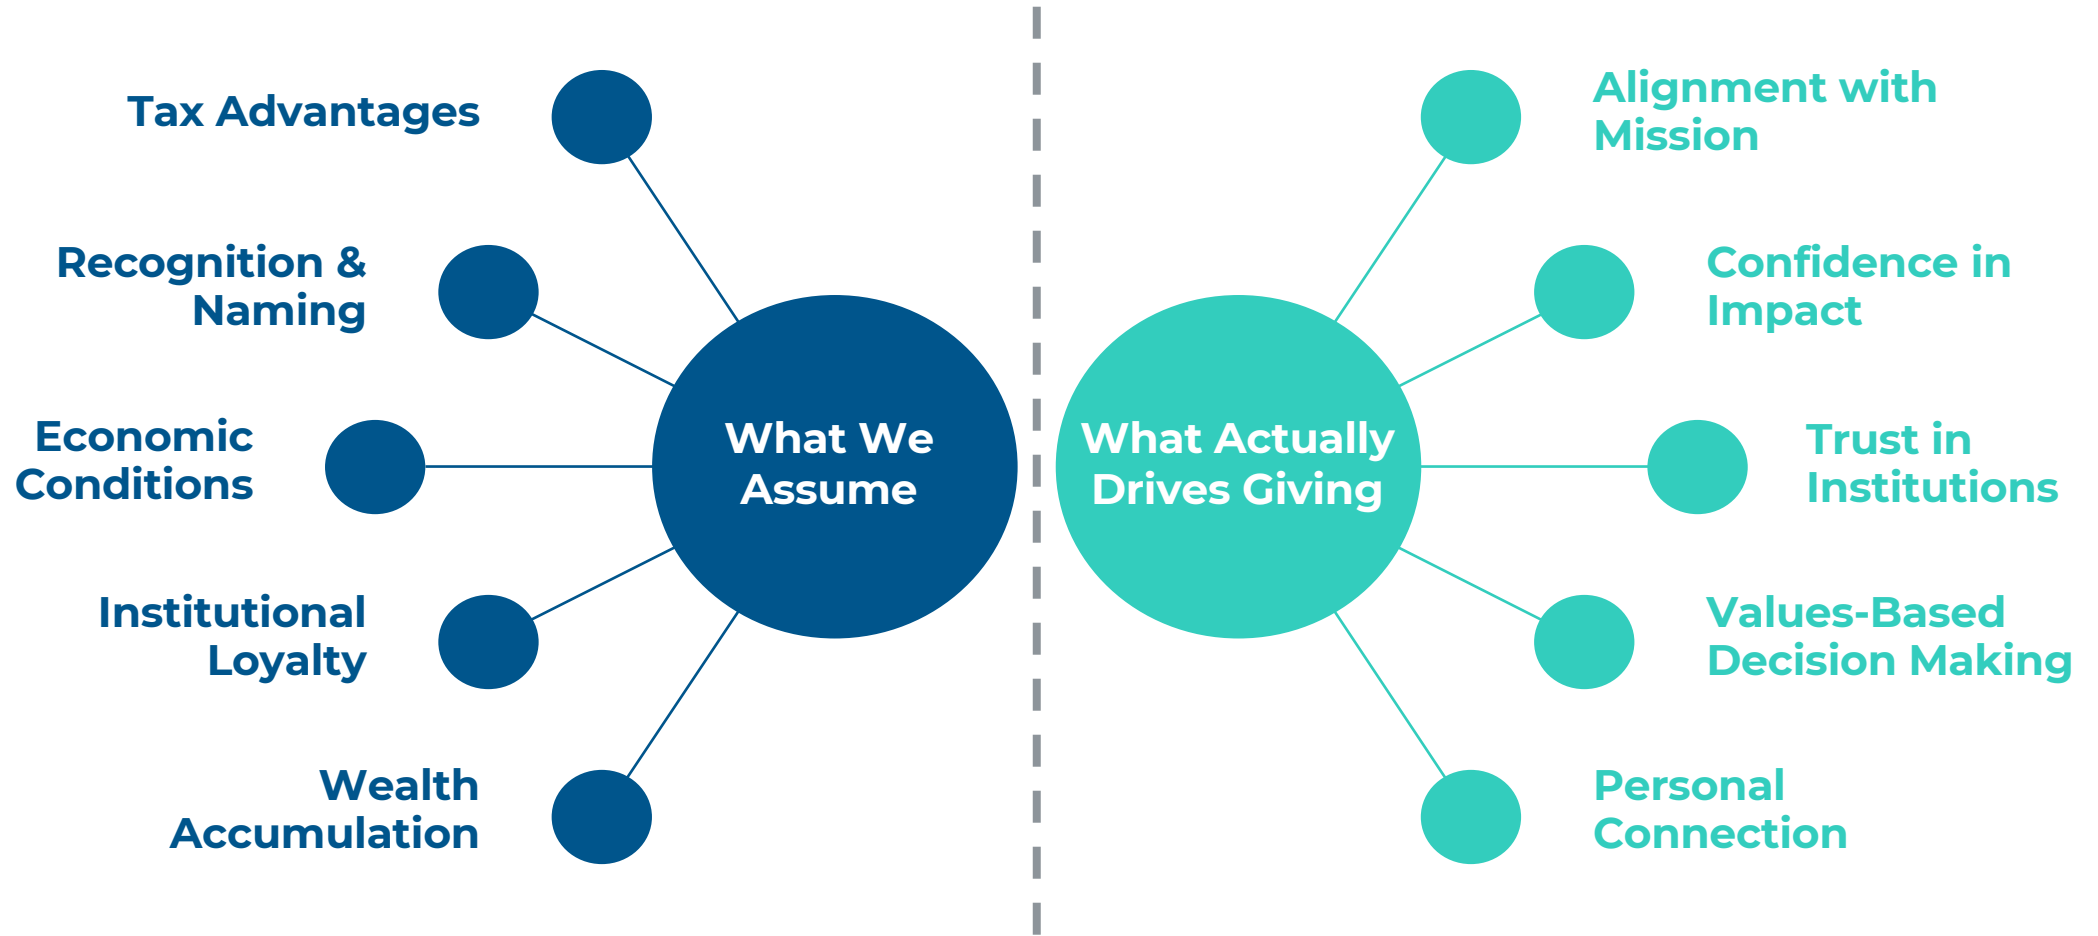 Tax Advantages
Recognition &
Naming
Economic
Conditions
Institutional
Loyalty
Wealth
Accumulation
What We
Assume
What Actually
Drives Giving
Alignment with
Mission
Confidence in
Impact
Trust in
Institutions
Values-Based
Decision Making
Personal
Connection